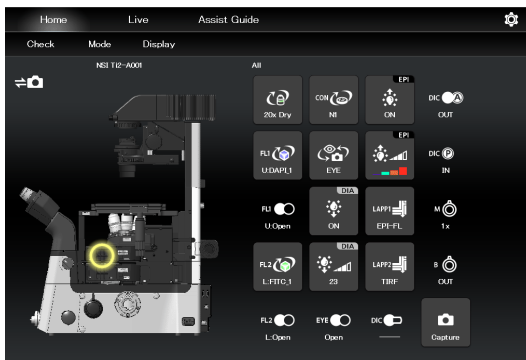 Home Live Assist Guide
Check Mode Display
NSI Ti2-A001 All
EPI
CON DIC A
20x Dry N1 ON OUT
EPI
FL1 DIC P
U:DAPI_1 EYE IN
DIA
FL1 LAPP1 M
U:Open ON EPI-FL 1x
DIA
FL2 LAPP2 B
L:FITC_1 23 TIRF OUT
FL2 EYE DIC
L:Open Open Capture